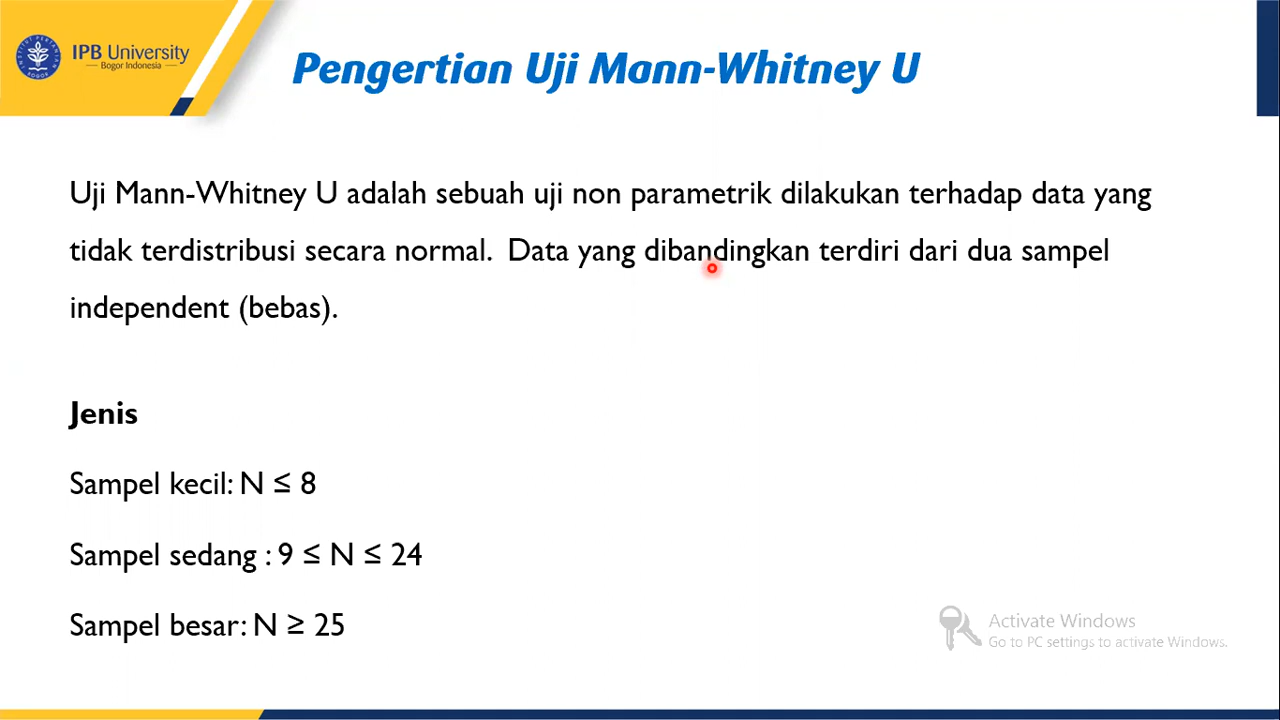 IPB University
Bogor Indonesia
Pengertian Uji Mann-Whitney U
Uji Mann-Whitney U adalah sebuah uji non parametrik dilakukan terhadap data yang
tidak terdistribusi secara normal. Data yang dibandingkan terdiri dari dua sampel
independent (bebas).
Jenis
Sampel kecil: N ≤ 8
Sampel sedang : 9 ≤ N ≤ 24
Sampel besar: N ≥ 25
Activate Windows
Go to PC settings to activate Windows.